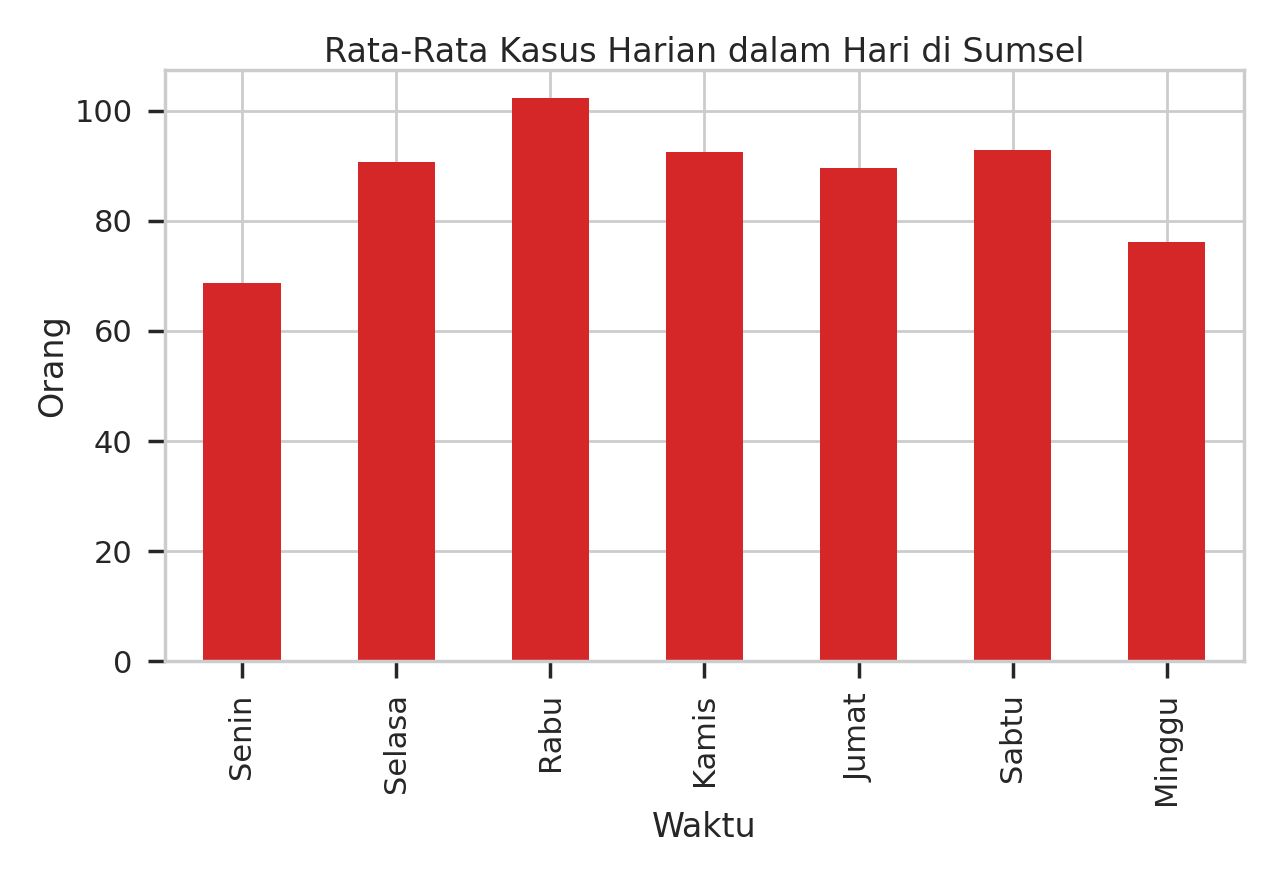 Rata-Rata Kasus Harian dalam Hari di Sumsel
100
80
60
40
20
0
Orang
Senin
Selasa
Rabu
Kamis
Jumat
Sabtu
Minggu
Waktu